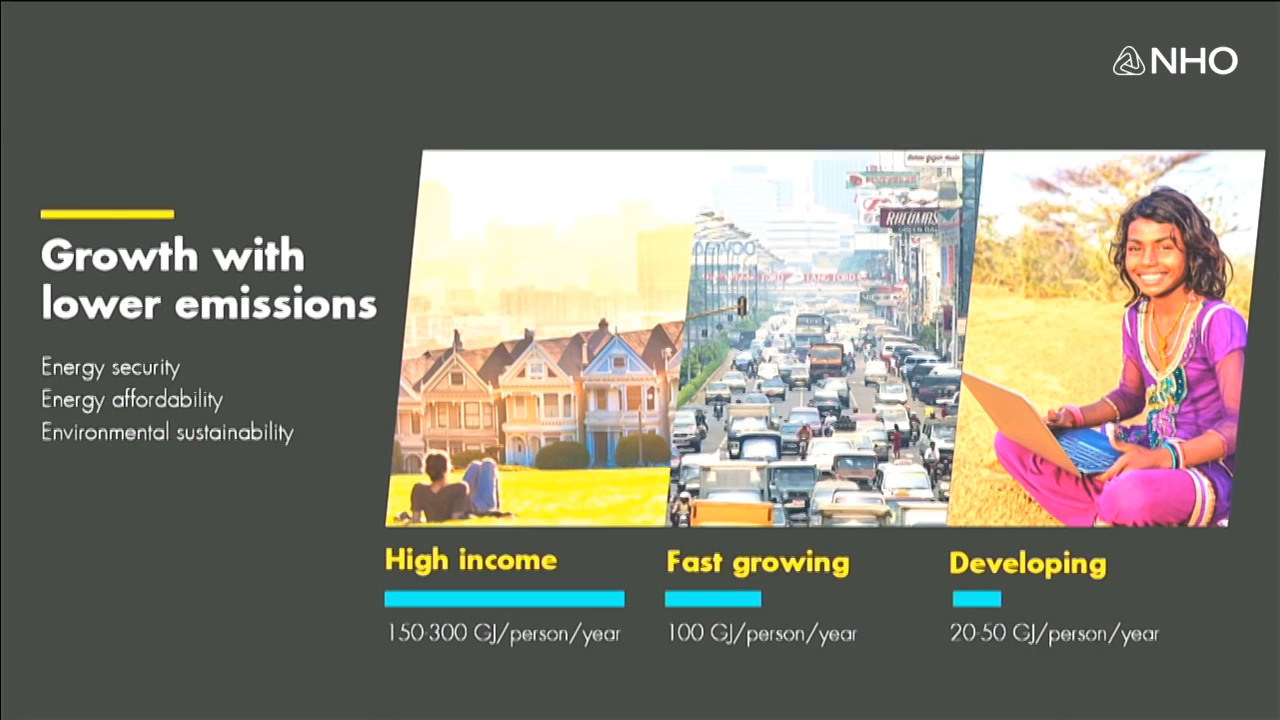 NHO
Growth with
lower emissions
Energy security
Energy affordability
Environmental sustainability
RHEUMAS
High income
Fast growing
Developing
150-300 GJ/person/year
100 GJ/person/year
20-50 GJ/person/year